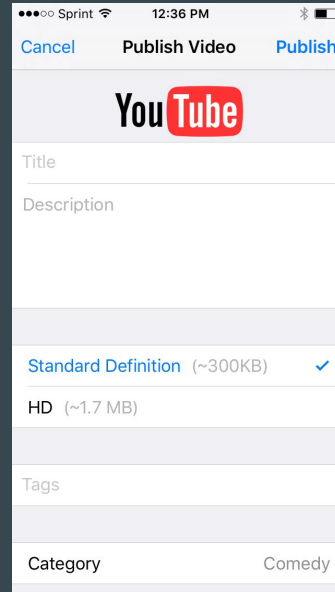 Sprint 12:36 PM
Cancel Publish Video Publish
YouTube
Title
Description
Standard Definition (~300KB)
HD (~1.7 MB)
Tags
Category Comedy